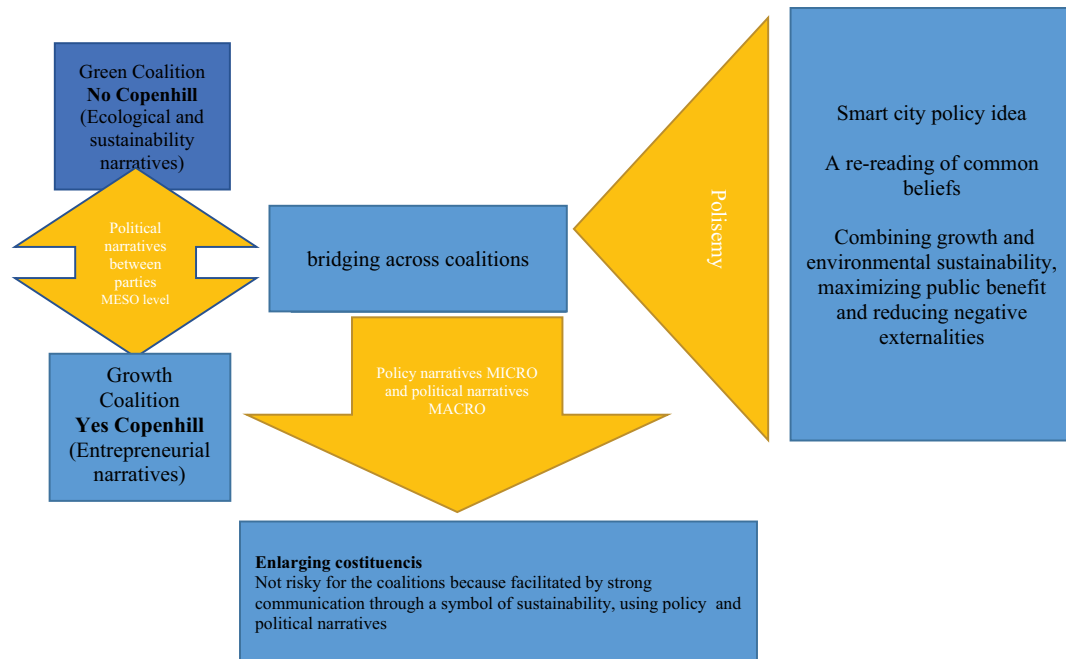 Green Coalition
No Copenhill
(Ecological and
sustainability
narratives)
Political
narratives
between
parties
MESO level
Growth
Coalition
Yes Copenhill
(Entrepreneurial
narratives)
bridging across coalitions
Policy narratives MICRO
and political narratives
MACRO
Polisemy
Smart city policy idea
A re-reading of common
beliefs
Combining growth and
environmental sustainability,
maximizing public benefit
and reducing negative
externalities
Enlarging costituencis
Not risky for the coalitions because facilitated by strong
communication through a symbol of sustainability, using policy and
political narratives